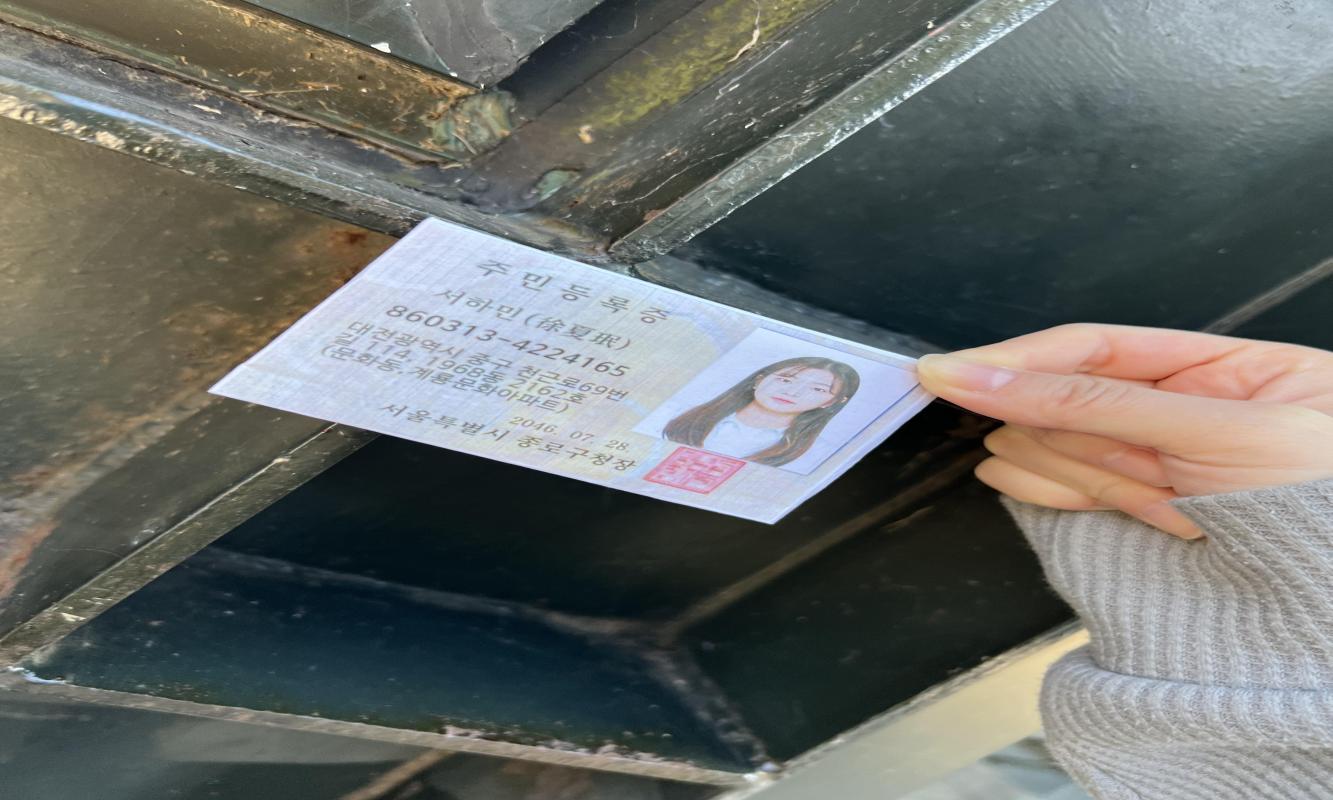 주민등록증
서하민(徐夏珉)
860313-4224165
대전광역시 중구 천근로69번
길 114, 196동 2162호
(문화동, 계룡문화아파트)
2046. 07. 28.
서울특별시 종로구청장